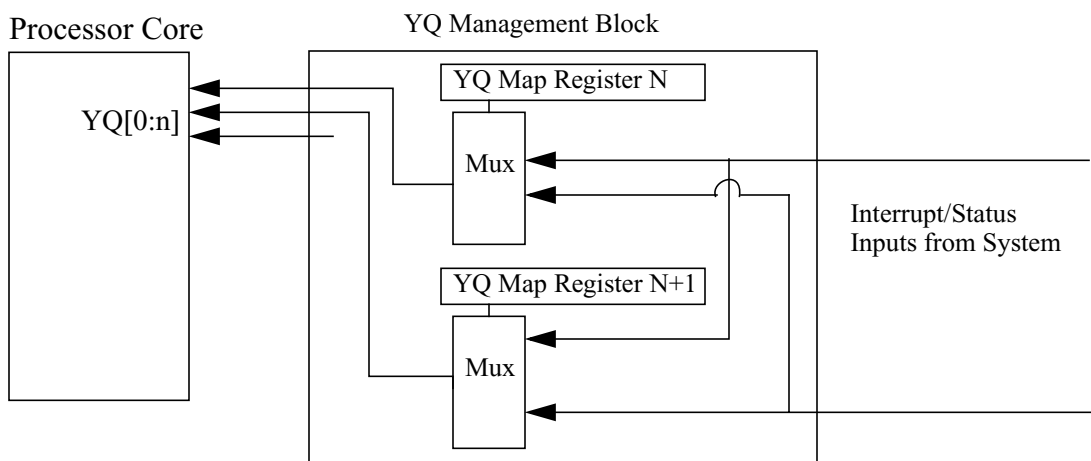 YQ Management Block
Processor Core
YQ Map Register N
YQ[0:n]
Mux
Interrupt/Status
Inputs from System
YQ Map Register N+1
Mux